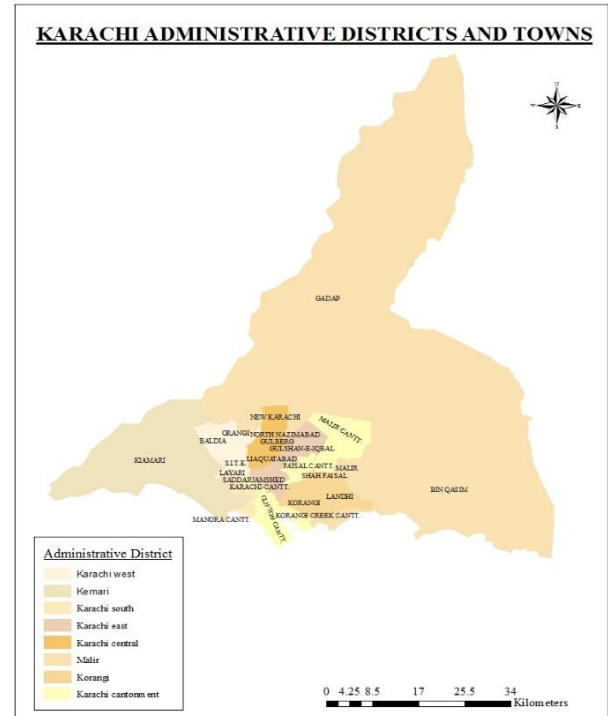 KARACHI ADMINISTRATIVE DISTRICTS AND TOWNS
N
W E
S
GADAP
NEW KARACHI
MALIR CANTT.
ORANGI
NORTH NAZIMABAD
BALDIA
GULBERG
GULSHAN-E-IQBAL
KIAMARI
S.I.T.E.
LIAQUATABAD
FAISAL CANTT.
MALIR
LAYARI
SHAH FAISAL
SADDAR
JAMSHED
KARACHI CANTT.
BIN QASIM
LANDHI
KORANGI
CLIFTON CANTT.
MANORA CANTT.
KORANGI CREEK CANTT.
Administrative District
Karachi west
Kemari
Karachi south
Karachi east
Karachi central
Malir
Korangi
Karachi cantonment
0 4.25 8.5 17 25.5 34
Kilometers